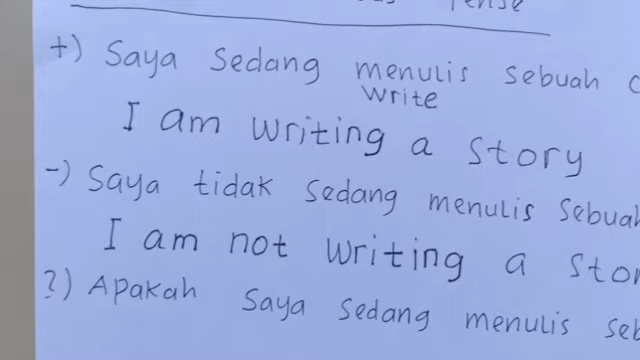 Tense
+) Saya sedang menulis sebuah
write
I am writing a story
-) Saya tidak sedang menulis sebuah
I am not writing a
?) Apakah saya sedang menulis